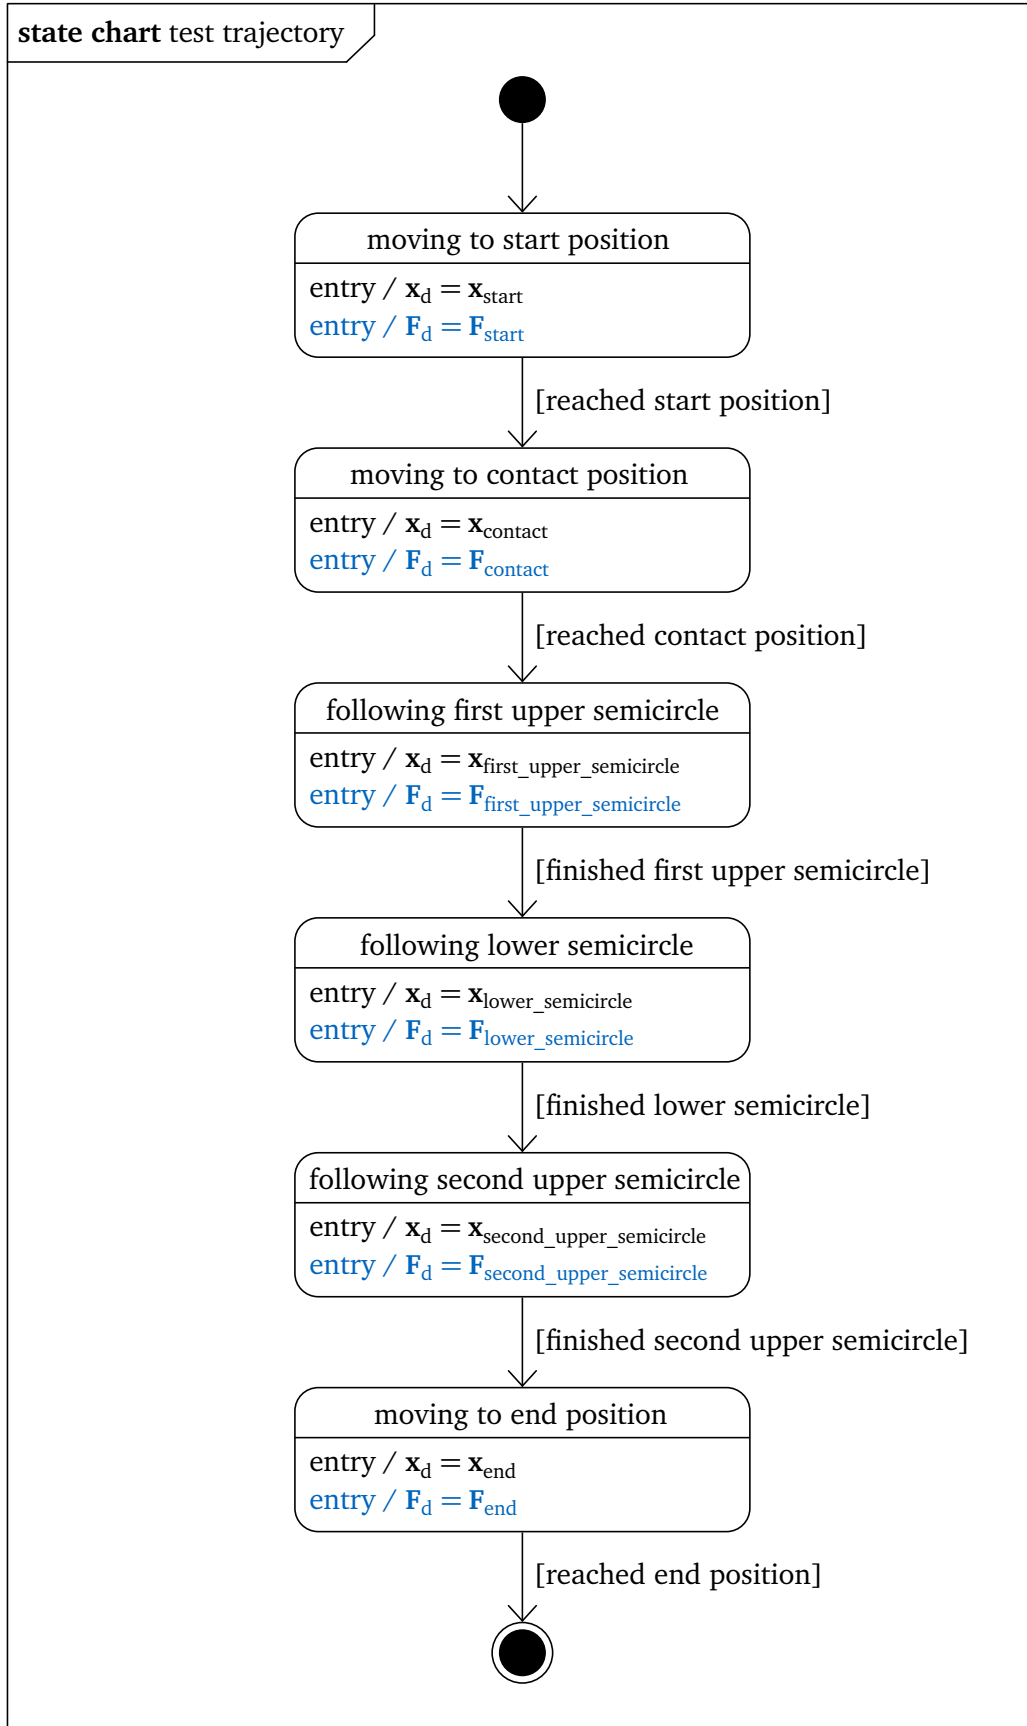 state chart test trajectory
moving to start position
entry / x_d = x_start
entry / F_d = F_start
[reached start position]
moving to contact position
entry / x_d = x_contact
entry / F_d = F_contact
[reached contact position]
following first upper semicircle
entry / x_d = x_first_upper_semicircle
entry / F_d = F_first_upper_semicircle
[finished first upper semicircle]
following lower semicircle
entry / x_d = x_lower_semicircle
entry / F_d = F_lower_semicircle
[finished lower semicircle]
following second upper semicircle
entry / x_d = x_second_upper_semicircle
entry / F_d = F_second_upper_semicircle
[finished second upper semicircle]
moving to end position
entry / x_d = x_end
entry / F_d = F_end
[reached end position]